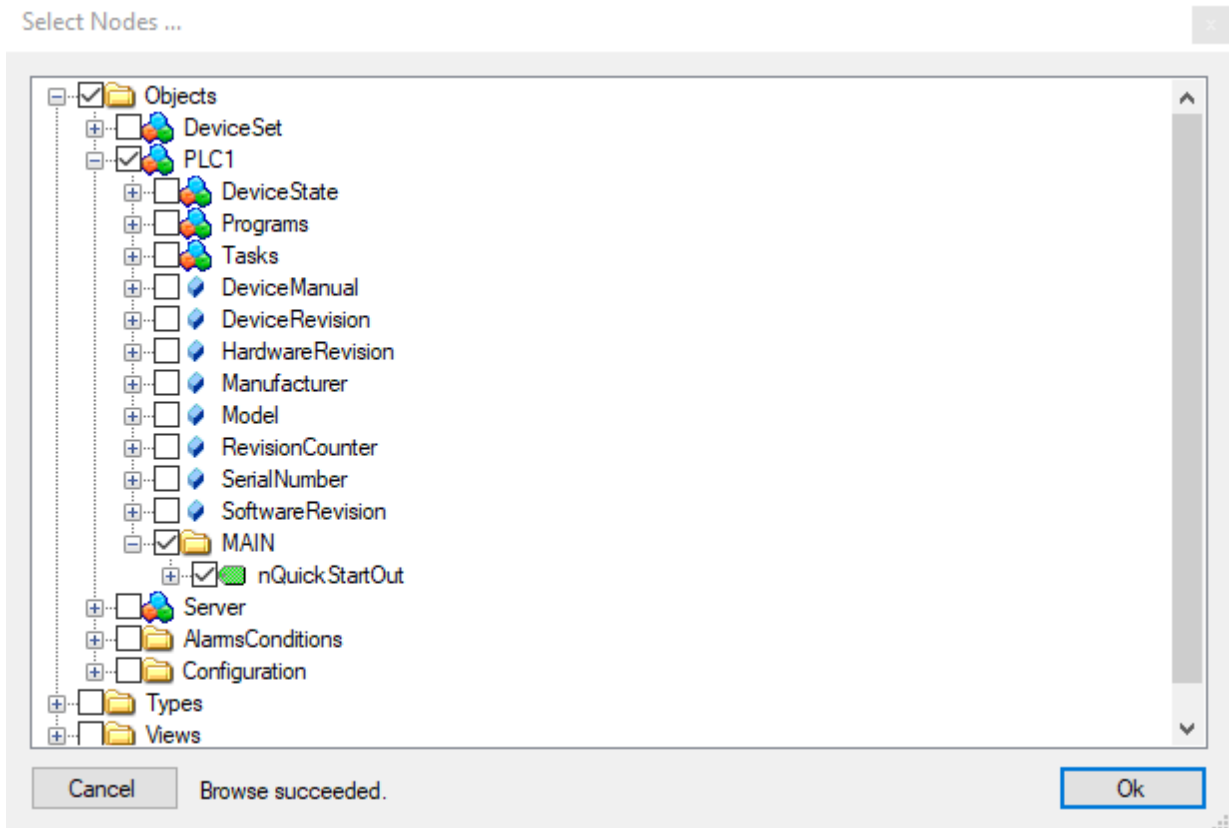 Select Nodes ...
x
Objects
DeviceSet
PLC1
DeviceState
Programs
Tasks
DeviceManual
DeviceRevision
HardwareRevision
Manufacturer
Model
RevisionCounter
SerialNumber
SoftwareRevision
MAIN
nQuickStartOut
Server
AlarmsConditions
Configuration
Types
Views
Cancel Browse succeeded. Ok